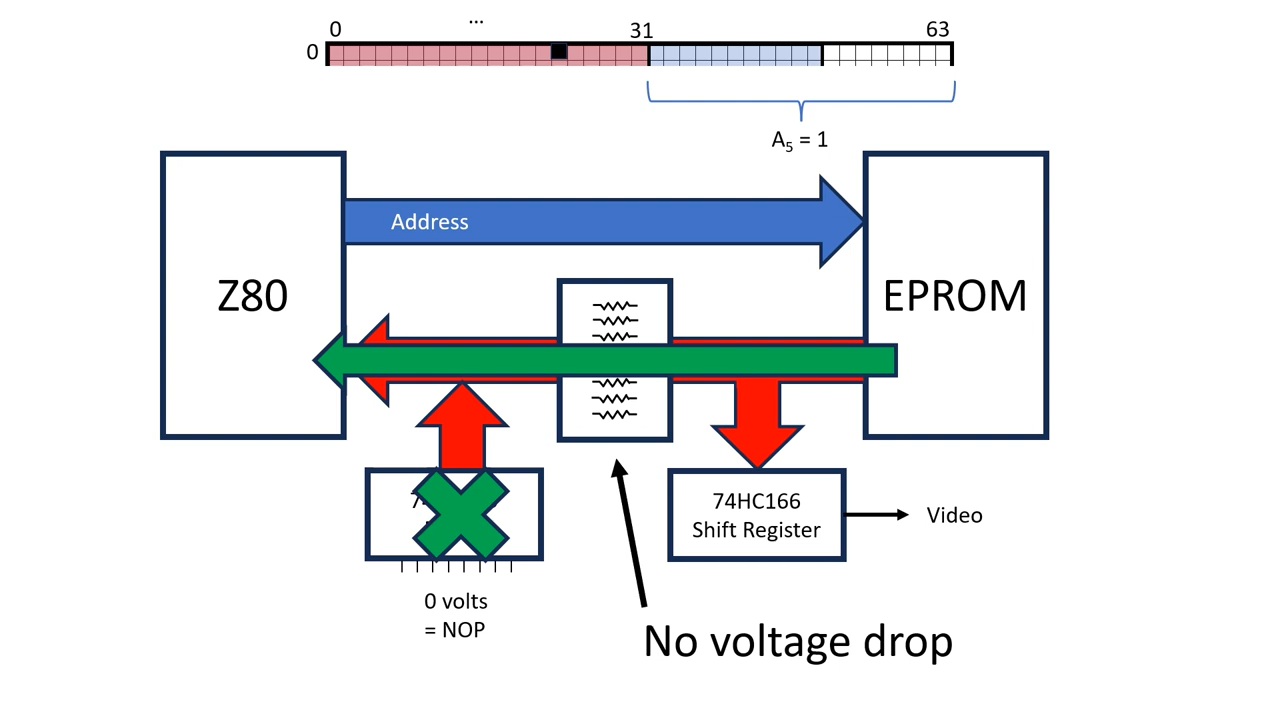 0 ... 31 63
0
A₅ = 1
Address
Z80
EPROM
74HC166
Shift Register
Video
0 volts
= NOP
No voltage drop